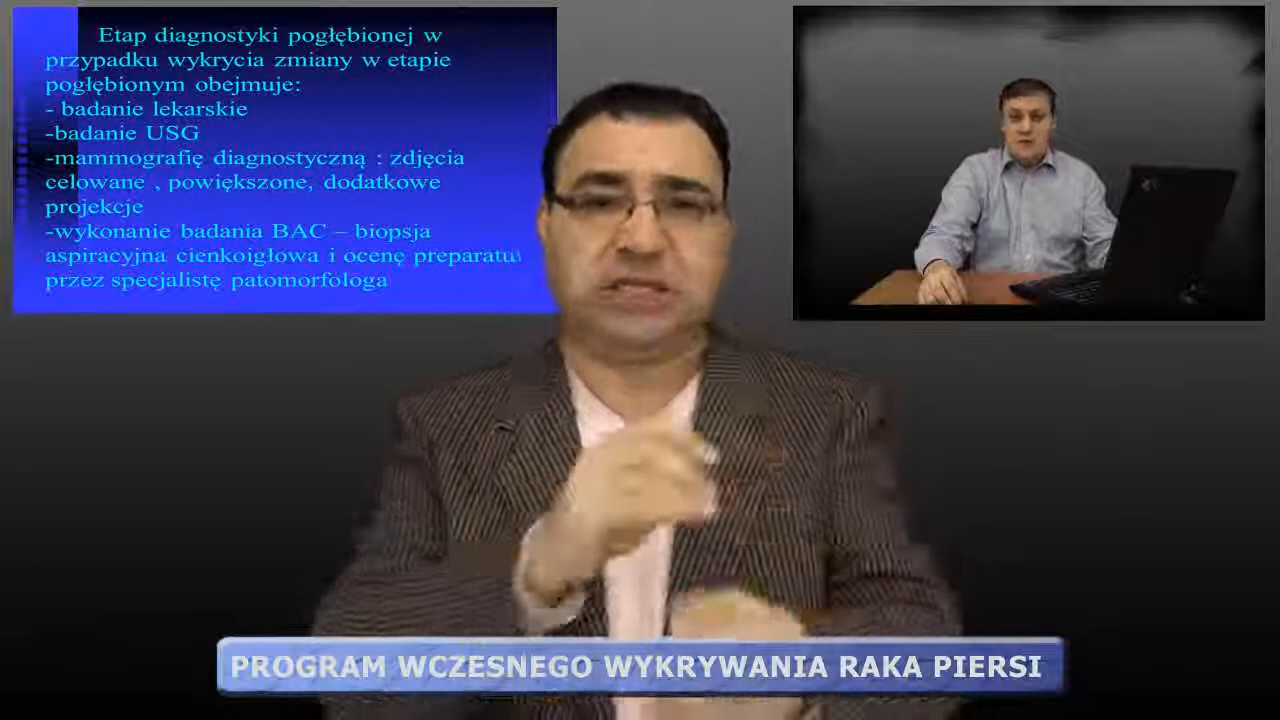 Etap diagnostyki pogłębionej w
przypadku wykrycia zmiany w etapie
pogłębionym obejmuje:
- badanie lekarskie
-badanie USG
-mammografię diagnostyczną : zdjęcia
celowane , powiększone, dodatkowe
projekcje
-wykonanie badania BAC – biopsja
aspiracyjna cienkoigłowa i ocenę preparatu
przez specjalistę patomorfologa
PROGRAM WCZESNEGO WYKRYWANIA RAKA PIERSI